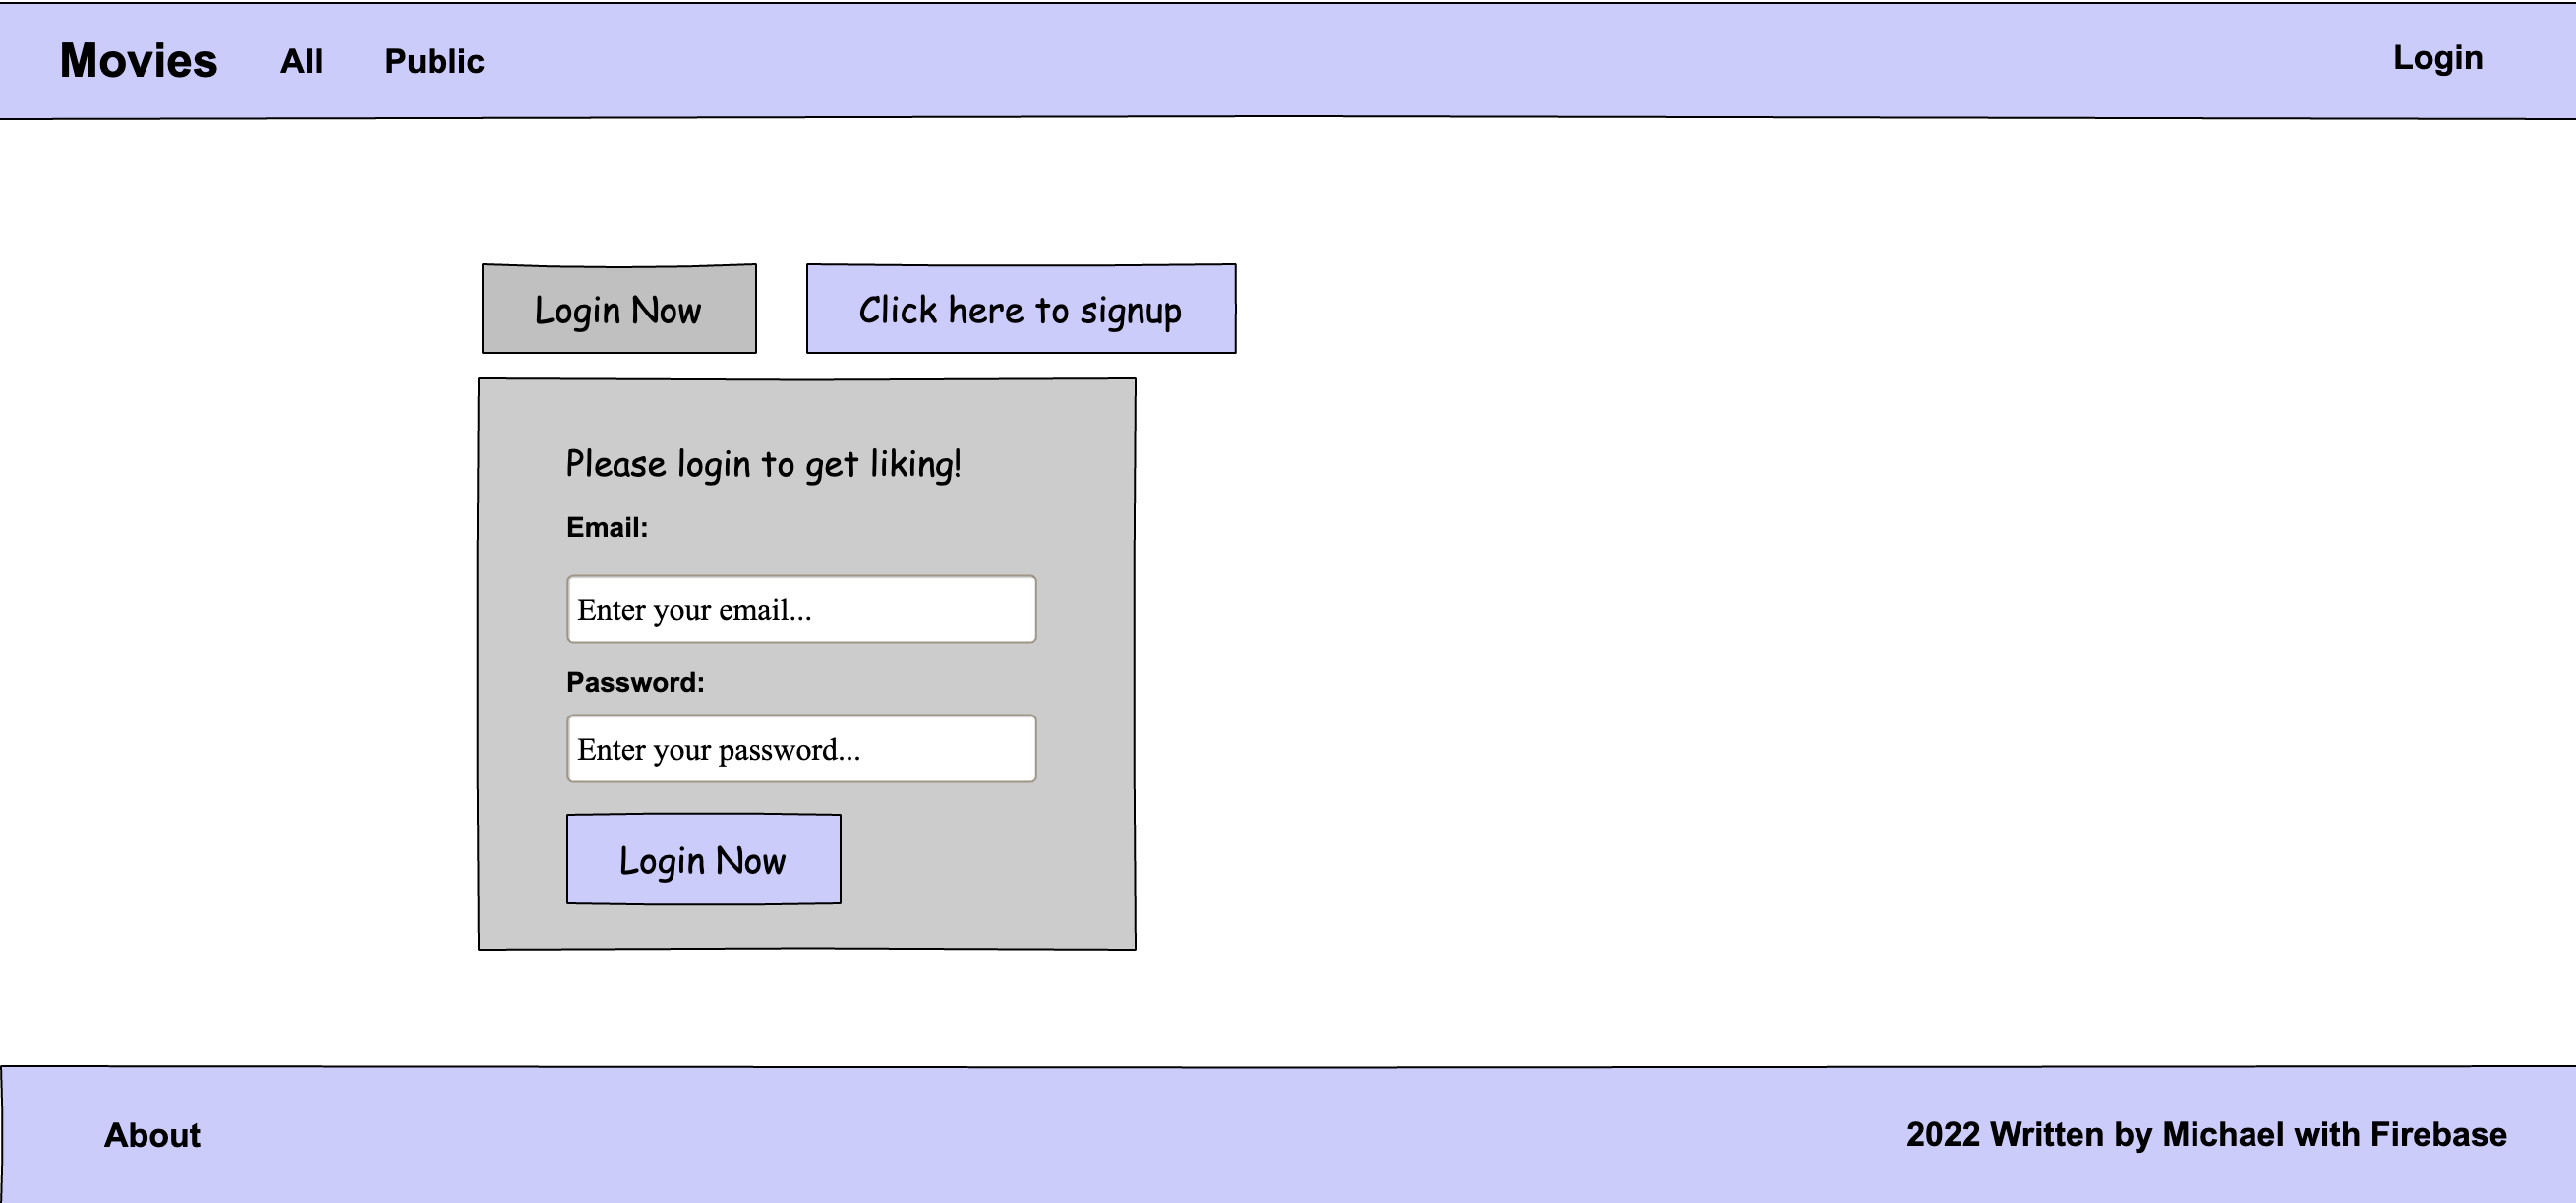 Movies All Public Login
Login Now Click here to signup
Please login to get liking!
Email:
Enter your email...
Password:
Enter your password...
Login Now
About 2022 Written by Michael with Firebase